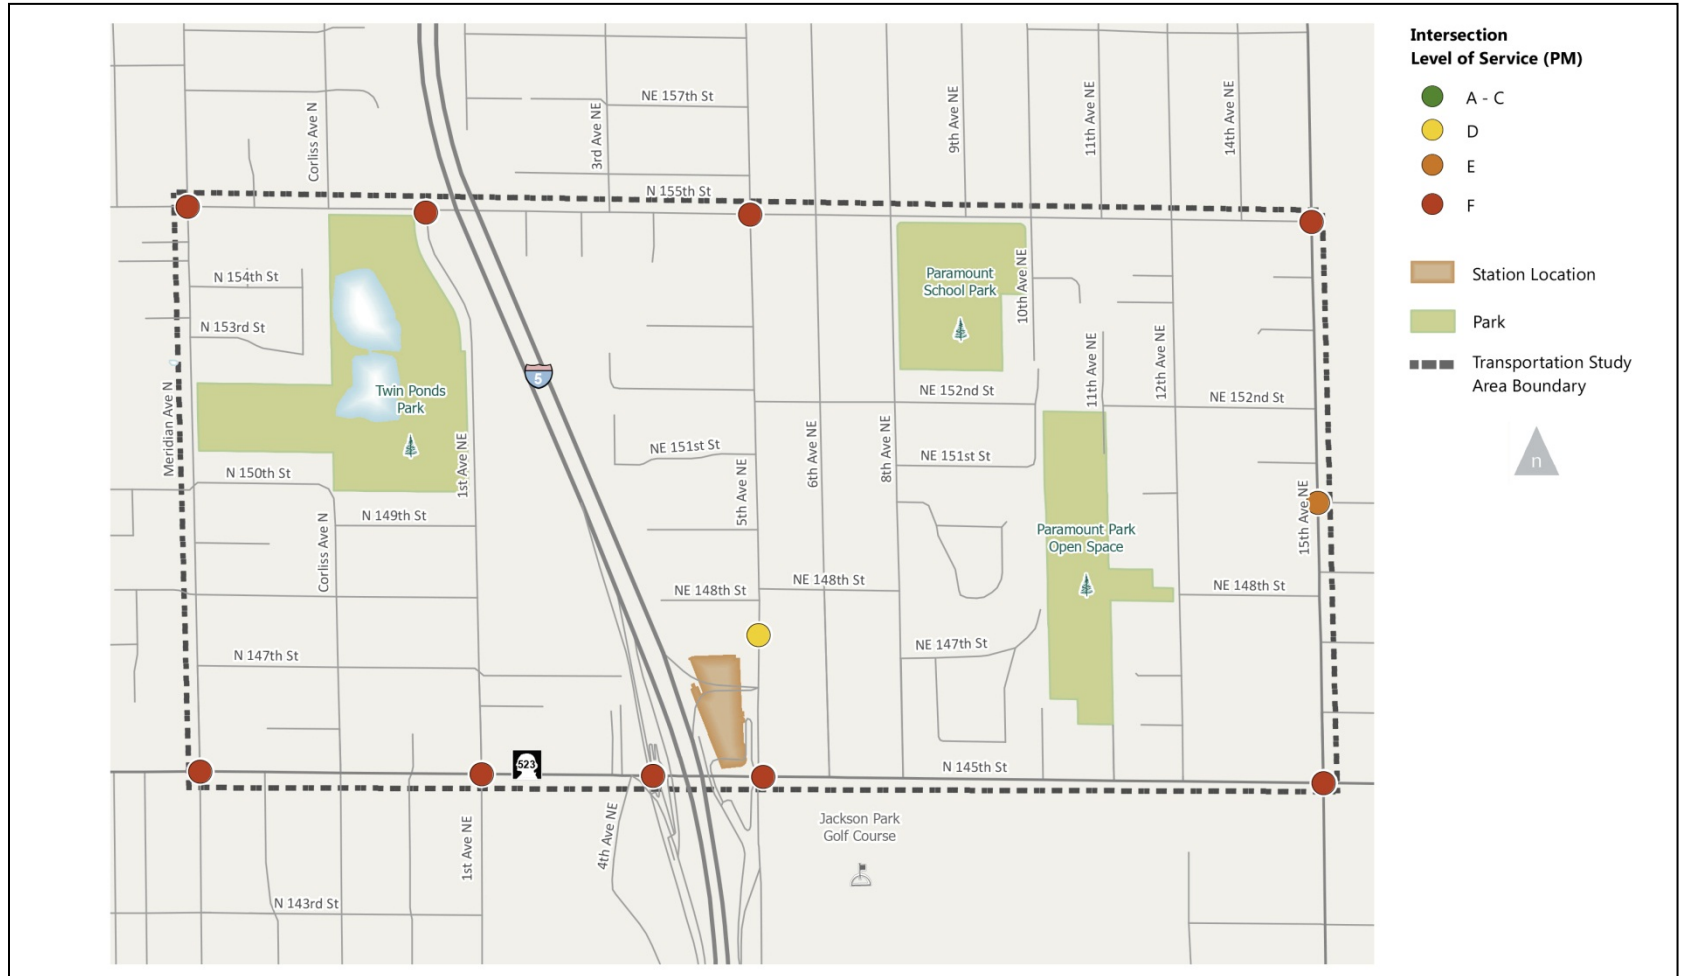 Intersection
Level of Service (PM)
A - C
D
E
F
Station Location
Park
Transportation Study
Area Boundary
n
NE 157th St
Corliss Ave N
3rd Ave NE
9th Ave NE
11th Ave NE
14th Ave NE
N 155th St
N 154th St
N 153rd St
Paramount
School Park
10th Ave NE
5
Meridian Ave N
Twin Ponds
Park
1st Ave NE
NE 152nd St
11th Ave NE
12th Ave NE
NE 152nd St
NE 151st St
5th Ave NE
6th Ave NE
8th Ave NE
NE 151st St
N 150th St
N 149th St
Corliss Ave N
Paramount Park
Open Space
15th Ave NE
NE 148th St
NE 148th St
NE 148th St
N 147th St
NE 147th St
523
N 145th St
1st Ave NE
4th Ave NE
Jackson Park
Golf Course
N 143rd St